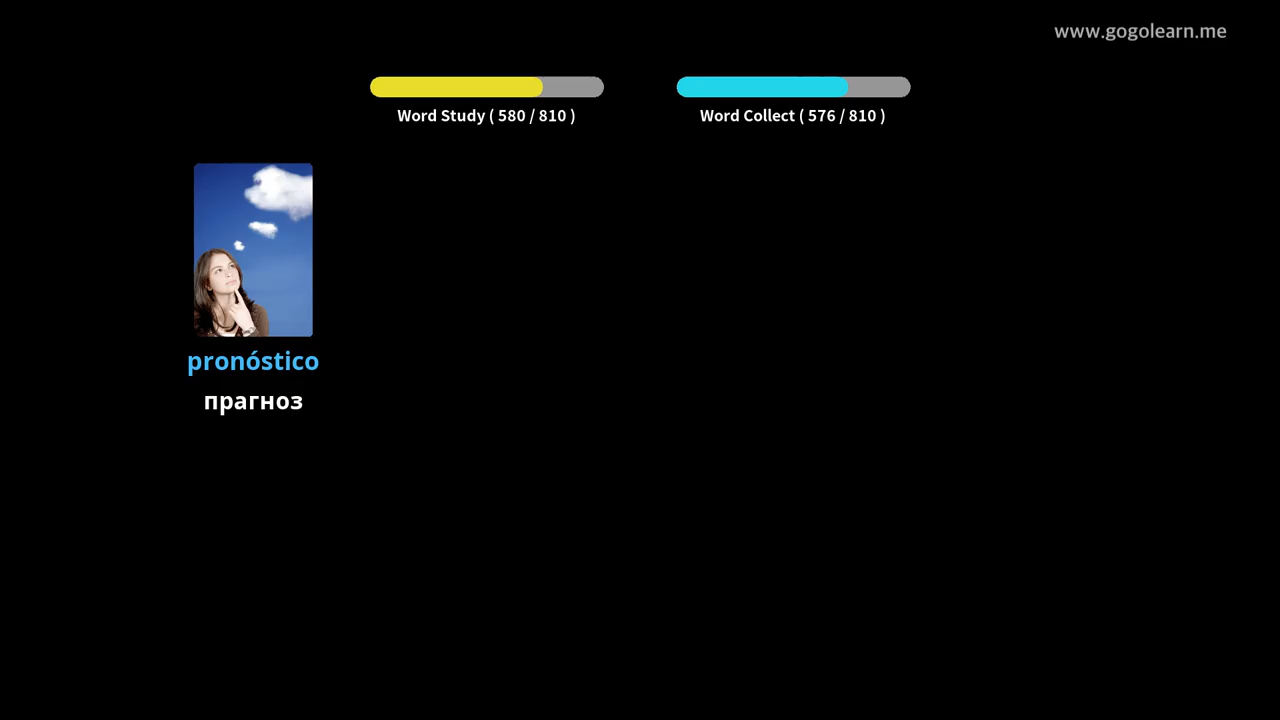 www.gogolearn.me
Word Study ( 580 / 810 )
Word Collect ( 576 / 810 )
pronóstico
прагноз